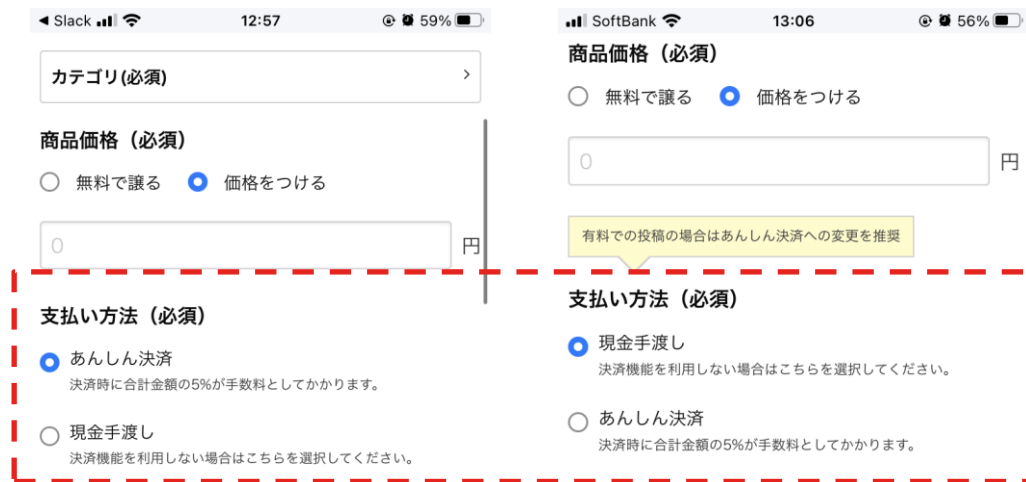 Slack
12:57
59%
カテゴリ(必須)
商品価格（必須）
無料で譲る
価格をつける
0
円
支払い方法（必須）
あんしん決済
決済時に合計金額の5%が手数料としてかかります。
現金手渡し
決済機能を利用しない場合はこちらを選択してください。
SoftBank
13:06
56%
商品価格（必須）
無料で譲る
価格をつける
0
円
有料での投稿の場合はあんしん決済への変更を推奨
支払い方法（必須）
現金手渡し
決済機能を利用しない場合はこちらを選択してください。
あんしん決済
決済時に合計金額の5%が手数料としてかかります。